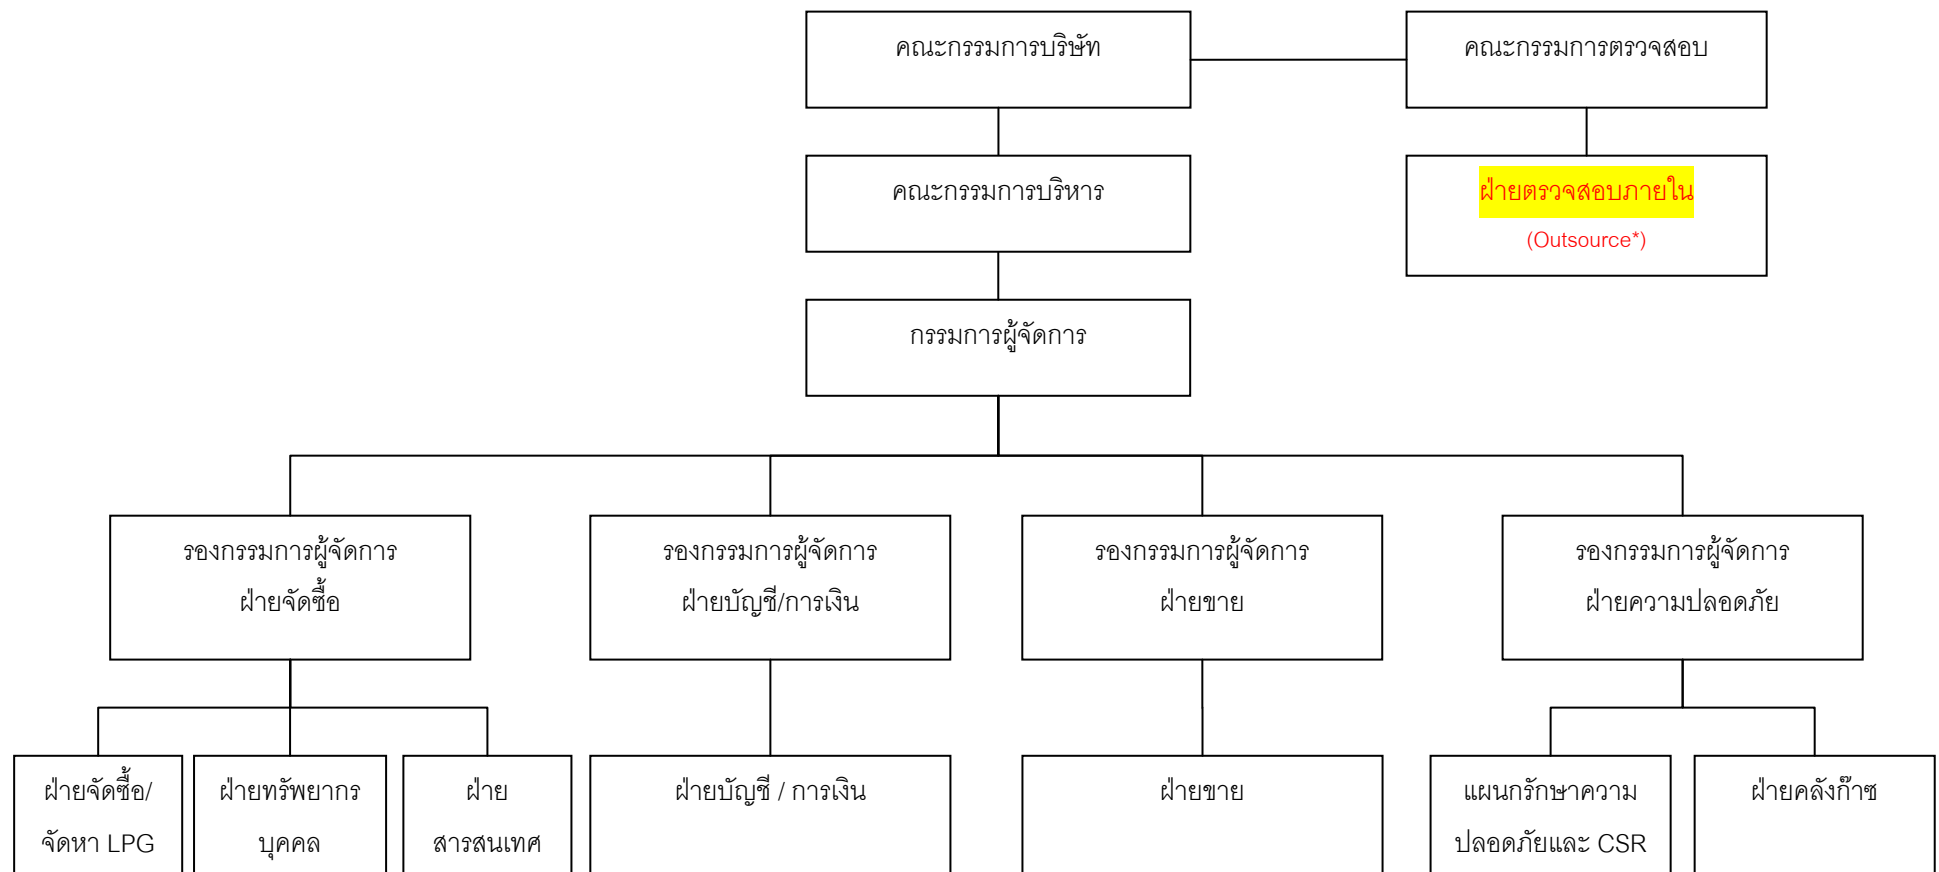 คณะกรรมการบริษัท
คณะกรรมการตรวจสอบ
คณะกรรมการบริหาร
ฝ่ายตรวจสอบภายใน
(Outsource*)
กรรมการผู้จัดการ
รองกรรมการผู้จัดการ
ฝ่ายจัดซื้อ
รองกรรมการผู้จัดการ
ฝ่ายบัญชี/การเงิน
รองกรรมการผู้จัดการ
ฝ่ายขาย
รองกรรมการผู้จัดการ
ฝ่ายความปลอดภัย
ฝ่ายจัดซื้อ/
จัดหา LPG
ฝ่ายทรัพยากร
บุคคล
ฝ่าย
สารสนเทศ
ฝ่ายบัญชี / การเงิน
ฝ่ายขาย
แผนกรักษาความ
ปลอดภัยและ CSR
ฝ่ายคลังก๊าซ